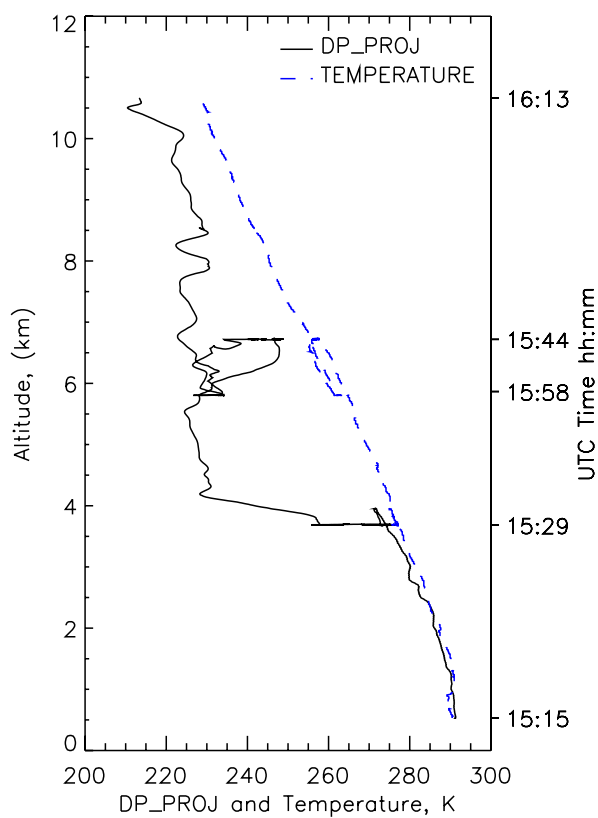 12
10
8
6
4
2
0
Altitude, (km)
DP_PROJ
TEMPERATURE
16:13
15:44
15:58
15:29
15:15
UTC Time hh:mm
200 220 240 260 280 300
DP_PROJ and Temperature, K